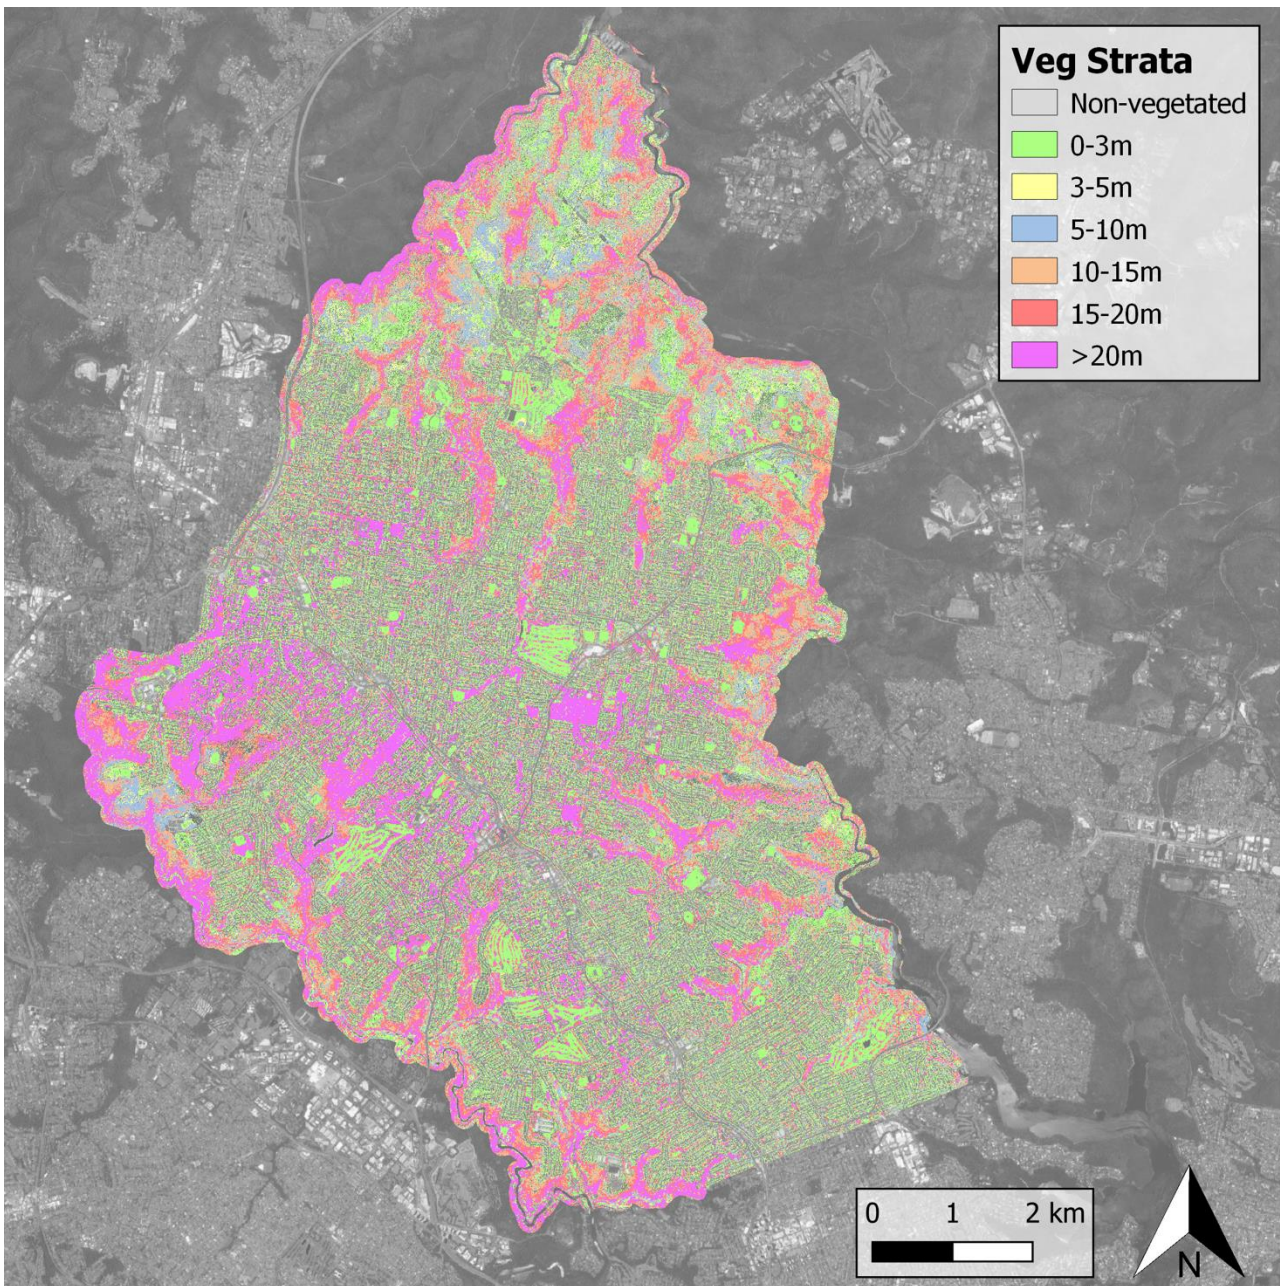 Veg Strata
Non-vegetated
0-3m
3-5m
5-10m
10-15m
15-20m
>20m
0 1 2 km
N